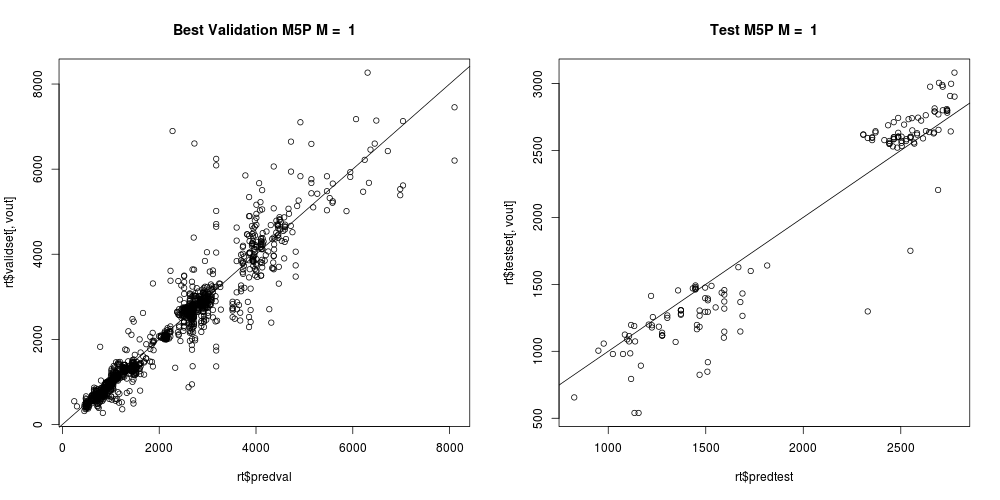 Best Validation M5P M = 1
rt$validset[, vout]
8000
6000
4000
2000
0
0 2000 4000 6000 8000
rt$predval
Test M5P M = 1
rt$testset[, vout]
3000
2500
2000
1500
1000
500
1000 1500 2000 2500
rt$predtest